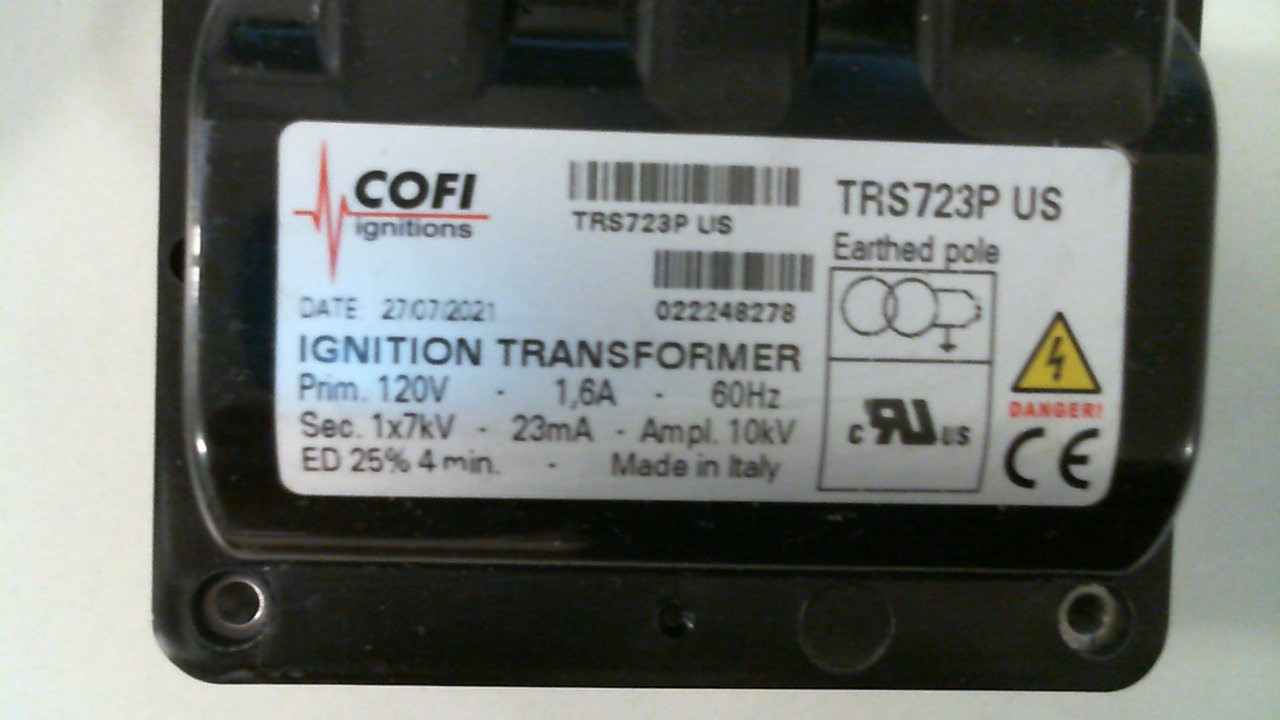 COFI
ignitions
TRS723P US
022248278
DATE 27/07/2021
IGNITION TRANSFORMER
Prim. 120V - 1,6A - 60Hz
Sec. 1x7kV - 23mA - Ampl. 10kV
ED 25% 4 min. - Made in Italy
TRS723P US
Earthed pole
c RU US
DANGER!
CE